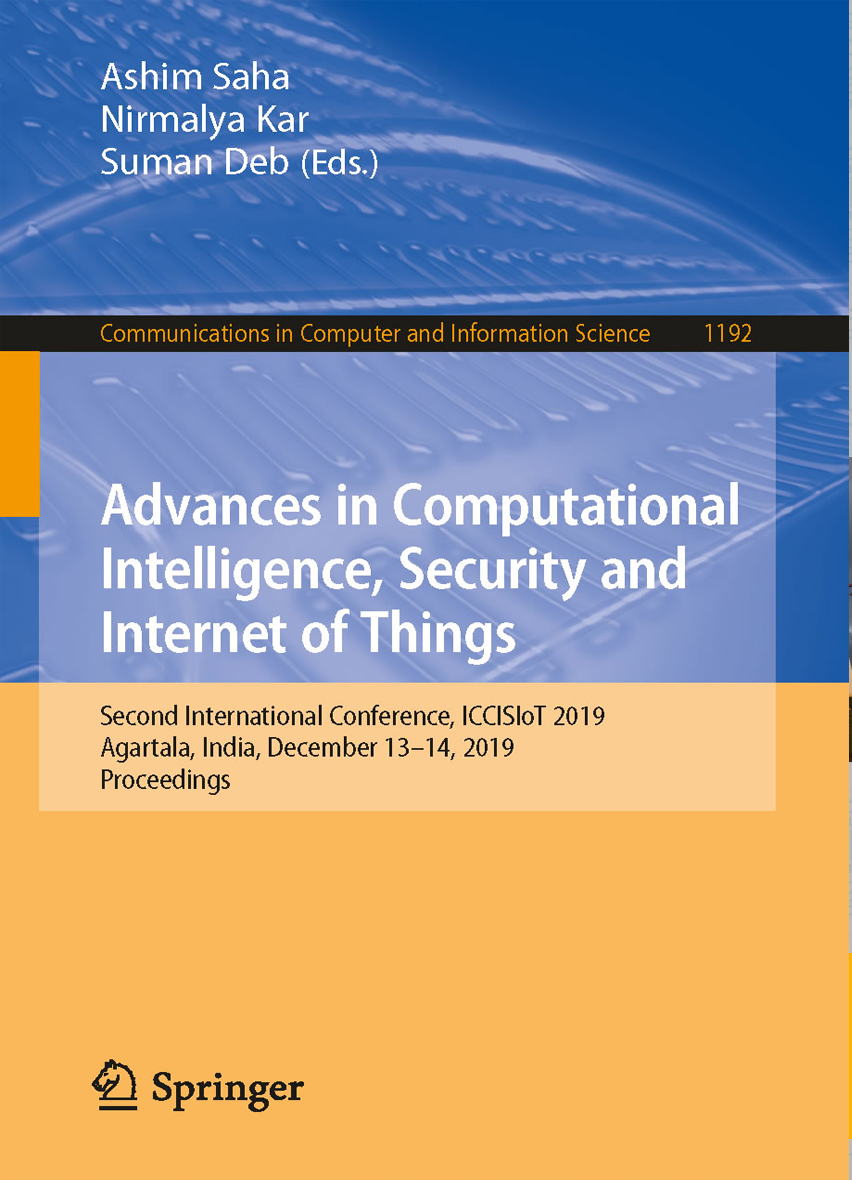 Ashim Saha
Nirmalya Kar
Suman Deb (Eds.)
Communications in Computer and Information Science 1192
Advances in Computational
Intelligence, Security and
Internet of Things
Second International Conference, ICCISIoT 2019
Agartala, India, December 13–14, 2019
Proceedings
Springer